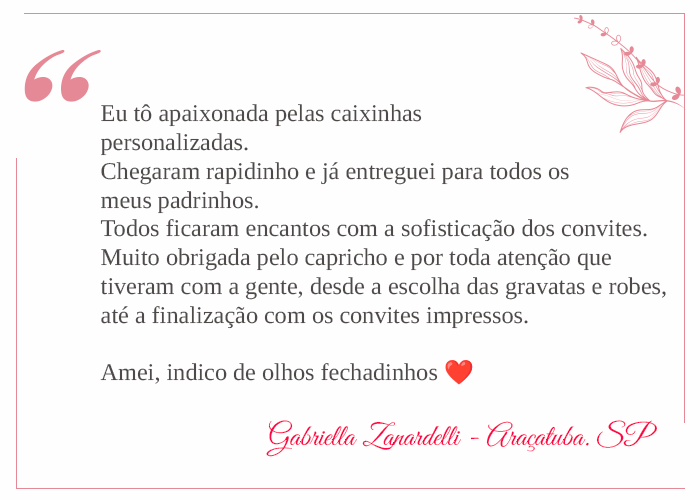 Eu tô apaixonada pelas caixinhas
personalizadas.
Chegaram rapidinho e já entreguei para todos os
meus padrinhos.
Todos ficaram encantos com a sofisticação dos convites.
Muito obrigada pelo capricho e por toda atenção que
tiveram com a gente, desde a escolha das gravatas e robes,
até a finalização com os convites impressos.
Amei, indico de olhos fechadinhos ❤️
Gabriella Zanardelli - Araçatuba. SP